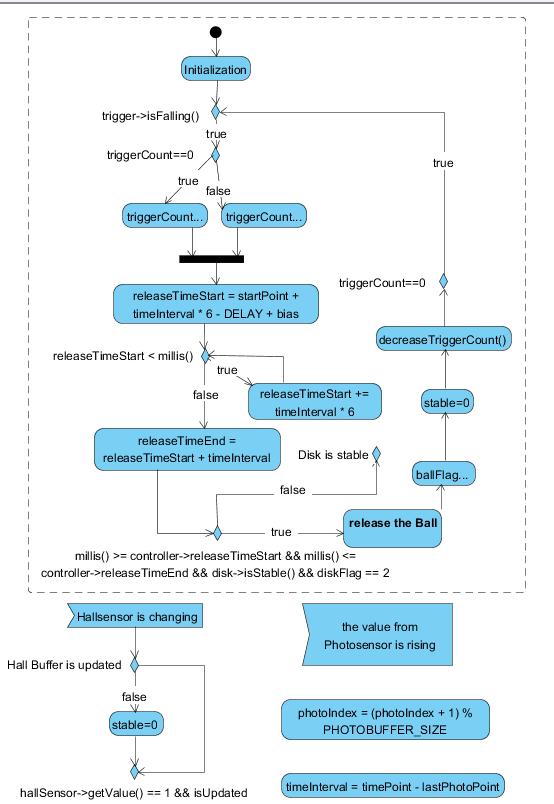 Initialization
trigger->isFalling()
true
true
triggerCount==0
true
false
triggerCount...
triggerCount...
triggerCount==0
releaseTimeStart = startPoint +
timeInterval * 6 - DELAY + bias
decreaseTriggerCount()
releaseTimeStart < millis()
true
false
releaseTimeStart +=
timeInterval * 6
stable=0
releaseTimeEnd =
releaseTimeStart + timeInterval
Disk is stable
ballFlag...
false
true
release the Ball
millis() >= controller->releaseTimeStart && millis() <=
controller->releaseTimeEnd && disk->isStable() && diskFlag == 2
Hallsensor is changing
the value from
Photosensor is rising
Hall Buffer is updated
false
stable=0
photoIndex = (photoIndex + 1) %
PHOTOBUFFER_SIZE
hallSensor->getValue() == 1 && isUpdated
timeInterval = timePoint - lastPhotoPoint